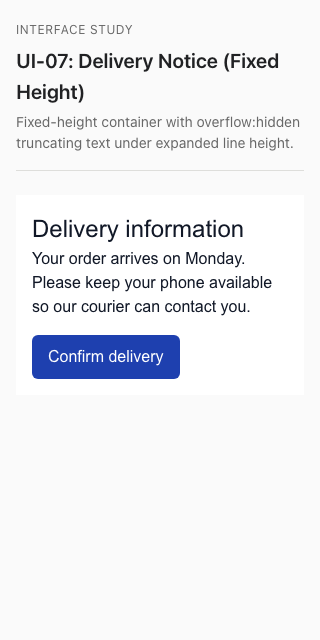 INTERFACE STUDY
UI-07: Delivery Notice (Fixed
Height)
Fixed-height container with overflow:hidden
truncating text under expanded line height.
Delivery information
Your order arrives on Monday.
Please keep your phone available
so our courier can contact you.
Confirm delivery